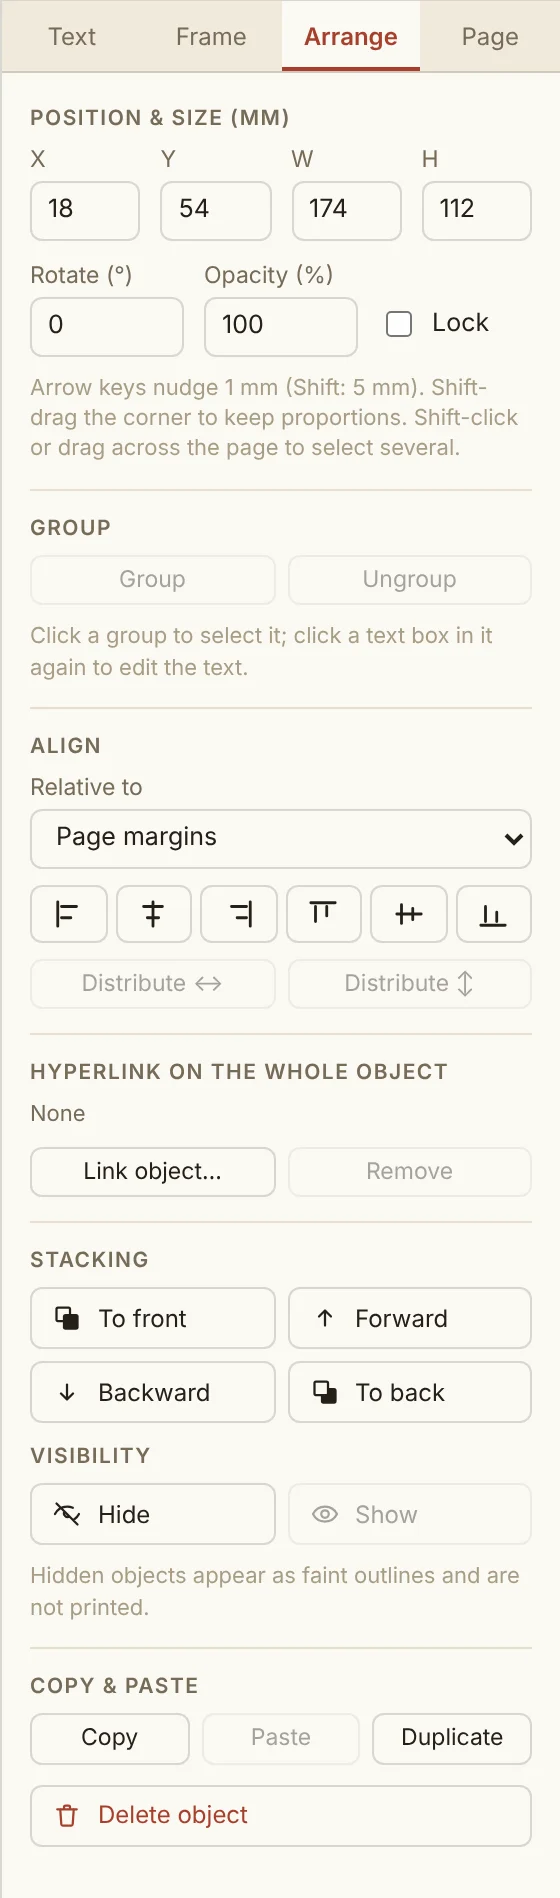 Text Frame Arrange Page
POSITION & SIZE (MM)
X Y W H
18 54 174 112
Rotate (°) Opacity (%)
0 100 Lock
Arrow keys nudge 1 mm (Shift: 5 mm). Shift-
drag the corner to keep proportions. Shift-click
or drag across the page to select several.
GROUP
Group Ungroup
Click a group to select it; click a text box in it
again to edit the text.
ALIGN
Relative to
Page margins
Distribute ↔ Distribute ↕
HYPERLINK ON THE WHOLE OBJECT
None
Link object... Remove
STACKING
To front ↑ Forward
↓ Backward To back
VISIBILITY
Hide Show
Hidden objects appear as faint outlines and are
not printed.
COPY & PASTE
Copy Paste Duplicate
Delete object